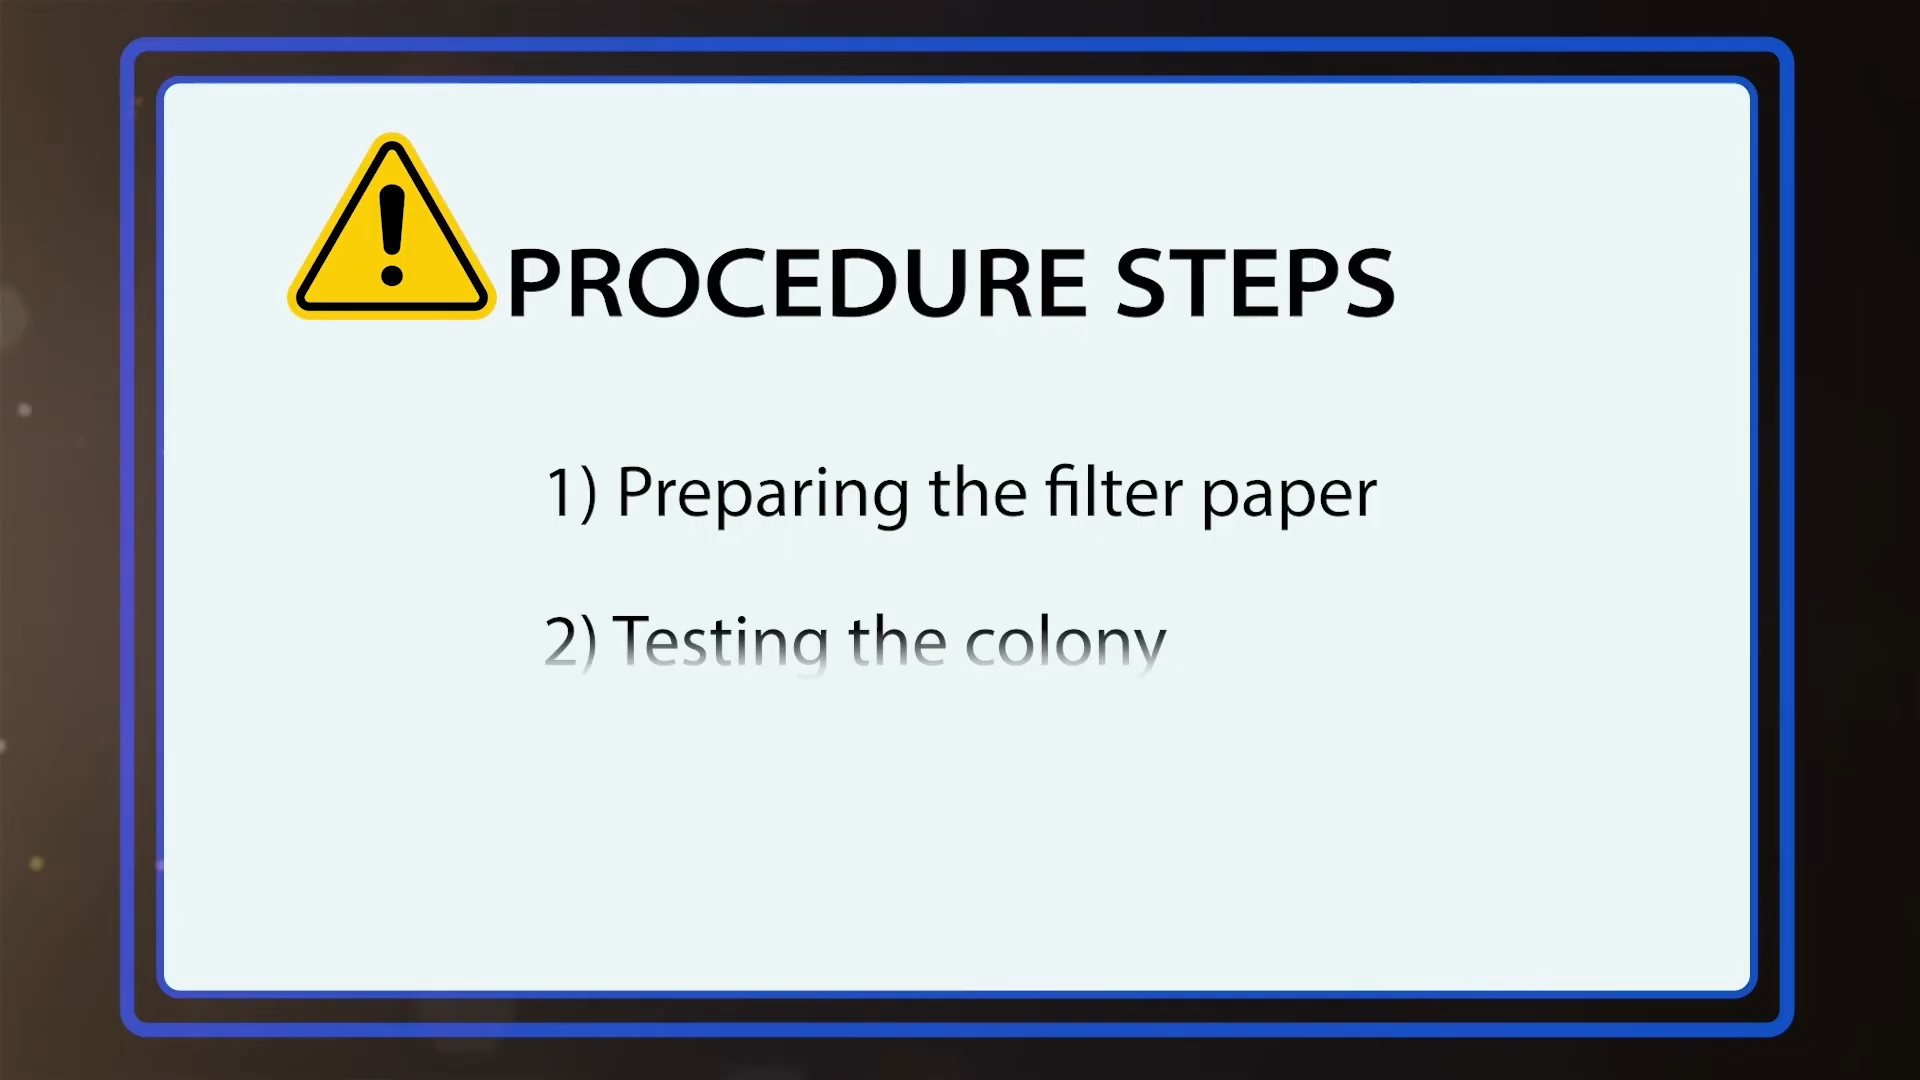 PROCEDURE STEPS
1) Preparing the filter paper
2) Testing the colony